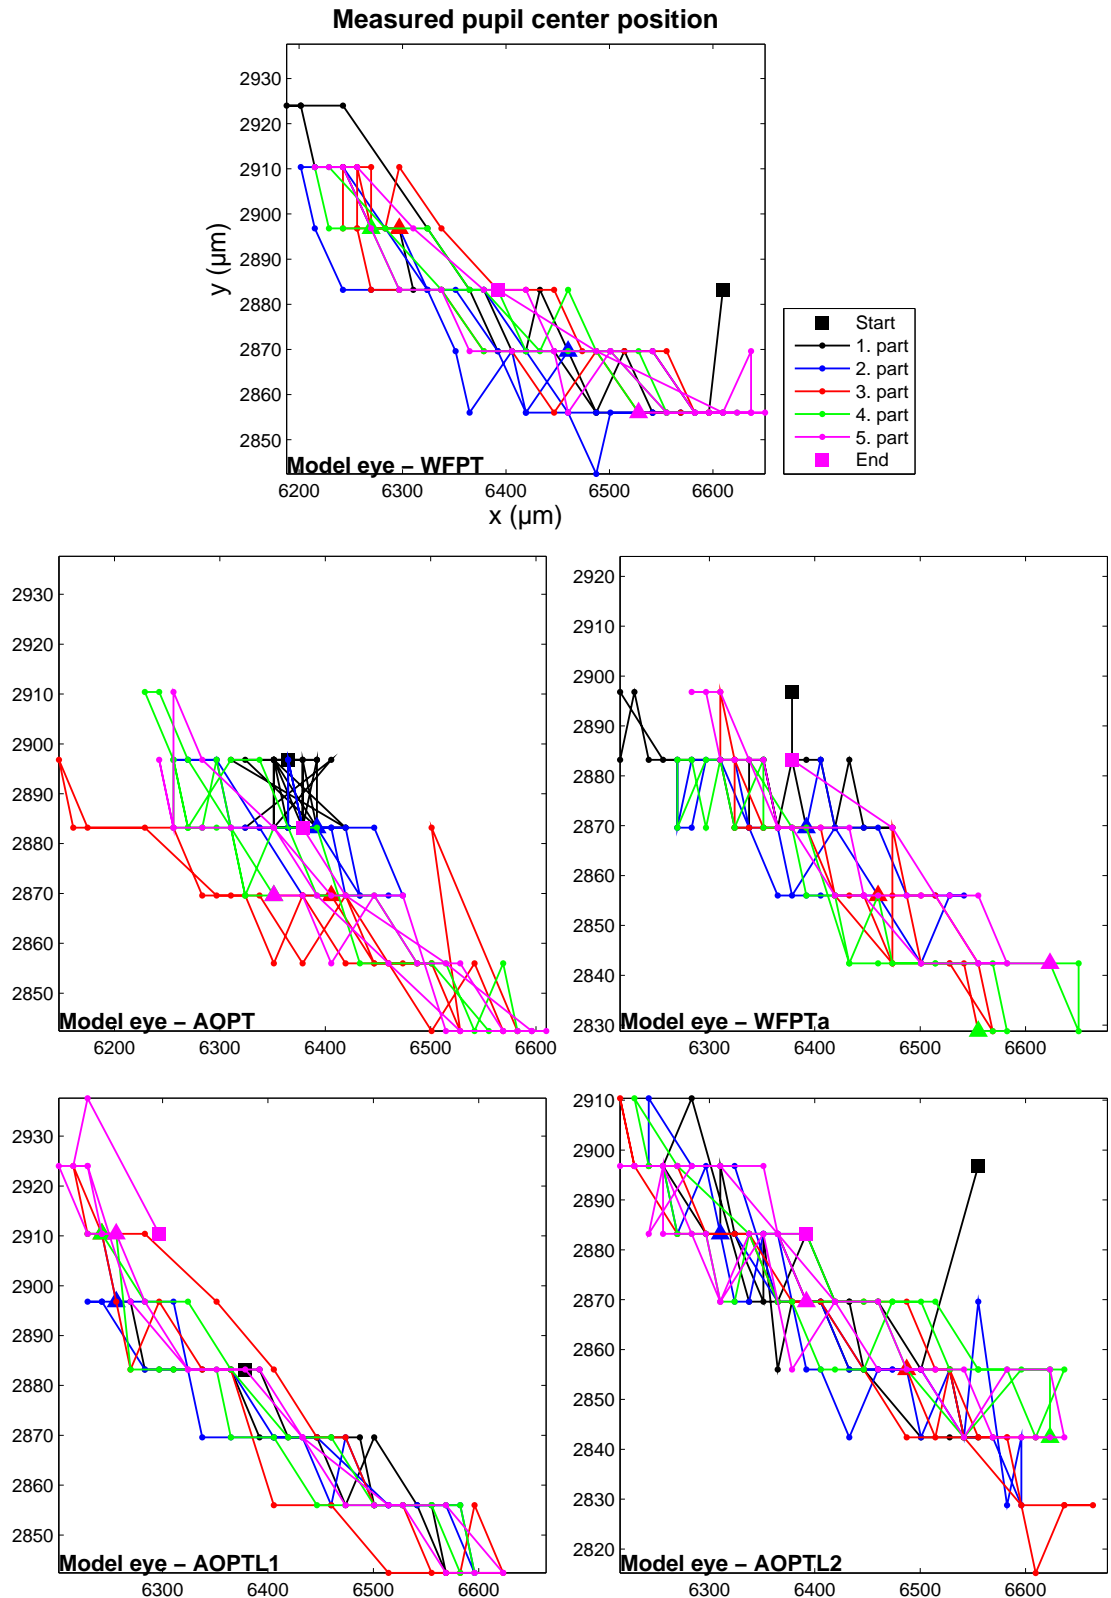 Measured pupil center position
2930
2920
2910
2900
2890
2880
2870
2860
2850
y (µm)
Model eye – WFPT
6200 6300 6400 6500 6600
x (µm)
Start
1. part
2. part
3. part
4. part
5. part
End
2930
2920
2910
2900
2890
2880
2870
2860
2850
Model eye – AOPT
6200 6300 6400 6500 6600
2920
2910
2900
2890
2880
2870
2860
2850
2840
2830
Model eye – WFPTa
6300 6400 6500 6600
2930
2920
2910
2900
2890
2880
2870
2860
2850
Model eye – AOPTL1
6300 6400 6500 6600
2910
2900
2890
2880
2870
2860
2850
2840
2830
2820
Model eye – AOPTL2
6300 6400 6500 6600